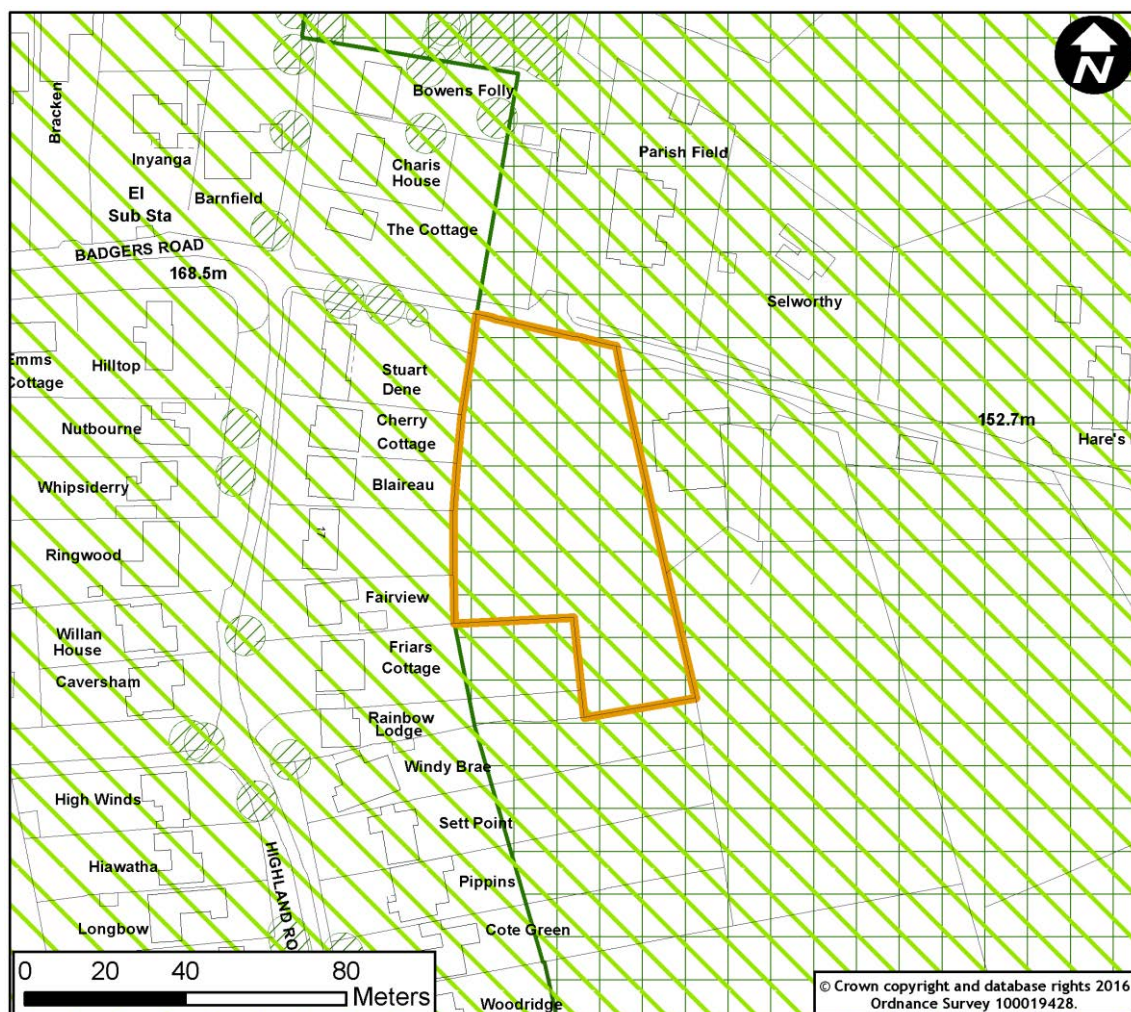 N
Bowens Folly
Bracken
Inyanga
Parish Field
Charis
House
El
Sub Sta
Barnfield
The Cottage
BADGERS ROAD
168.5m
Selworthy
Emms
Cottage
Hilltop
Stuart
Dene
Nutbourne
Cherry
Cottage
152.7m
Hare's
Whipsiderry
Blaireau
17
Ringwood
Fairview
Willan
House
Friars
Cottage
Caversham
Rainbow
Lodge
Windy Brae
High Winds
Sett Point
Hiawatha
HIGHLAND RO
Pippins
Longbow
Cote Green
Woodridge
0 20 40 80
Meters
© Crown copyright and database rights 2016
Ordnance Survey 100019428.